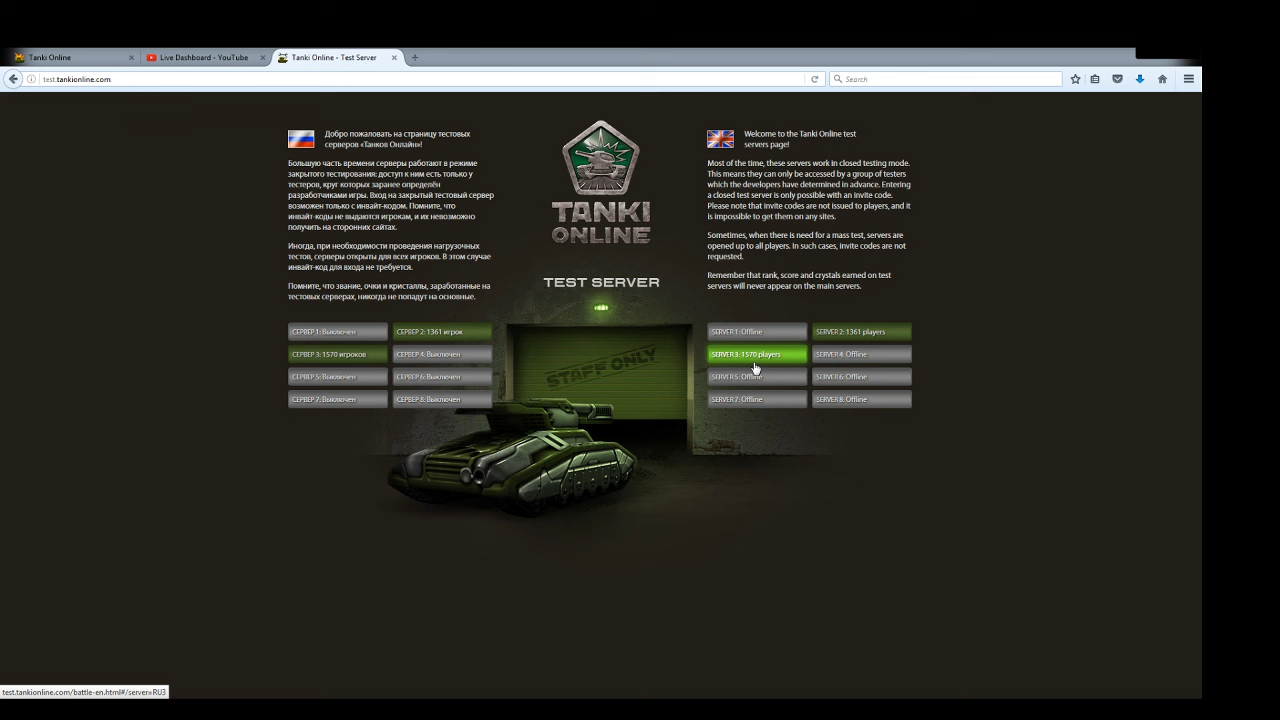 Tanki Online
Live Dashboard - YouTube
Tanki Online - Test Server
test.tankionline.com
Search
Добро пожаловать на страницу тестовых
серверов «Танков Онлайн»!
Большую часть времени серверы работают в режиме
закрытого тестирования: доступ к ним есть только у
тестеров, круг которых заранее определён
разработчиками игры. Вход на закрытый тестовый сервер
возможен только с инвайт-кодом. Помните, что
инвайт-коды не выдаются игрокам, и их невозможно
получить на сторонних сайтах.
Иногда, при необходимости проведения нагрузочных
тестов, серверы открыты для всех игроков. В этом случае
инвайт-код для входа не требуется.
Помните, что звание, очки и кристаллы, заработанные на
тестовых серверах, никогда не попадут на основные.
СЕРВЕР 1: Выключен
СЕРВЕР 2: 1361 игрок
СЕРВЕР 3: 1570 игроков
СЕРВЕР 4: Выключен
СЕРВЕР 5: Выключен
СЕРВЕР 6: Выключен
СЕРВЕР 7: Выключен
СЕРВЕР 8: Выключен
TANKI
ONLINE
TEST SERVER
STAFF ONLY
Welcome to the Tanki Online test
servers page!
Most of the time, these servers work in closed testing mode.
This means they can only be accessed by a group of testers
which the developers have determined in advance. Entering
a closed test server is only possible with an invite code.
Please note that invite codes are not issued to players, and it
is impossible to get them on any sites.
Sometimes, when there is need for a mass test, servers are
opened up to all players. In such cases, invite codes are not
requested.
Remember that rank, score and crystals earned on test
servers will never appear on the main servers.
SERVER 1: Offline
SERVER 2: 1361 players
SERVER 3: 1570 players
SERVER 4: Offline
SERVER 5: Offline
SERVER 6: Offline
SERVER 7: Offline
SERVER 8: Offline
test.tankionline.com/battle-en.html#/server=RU3